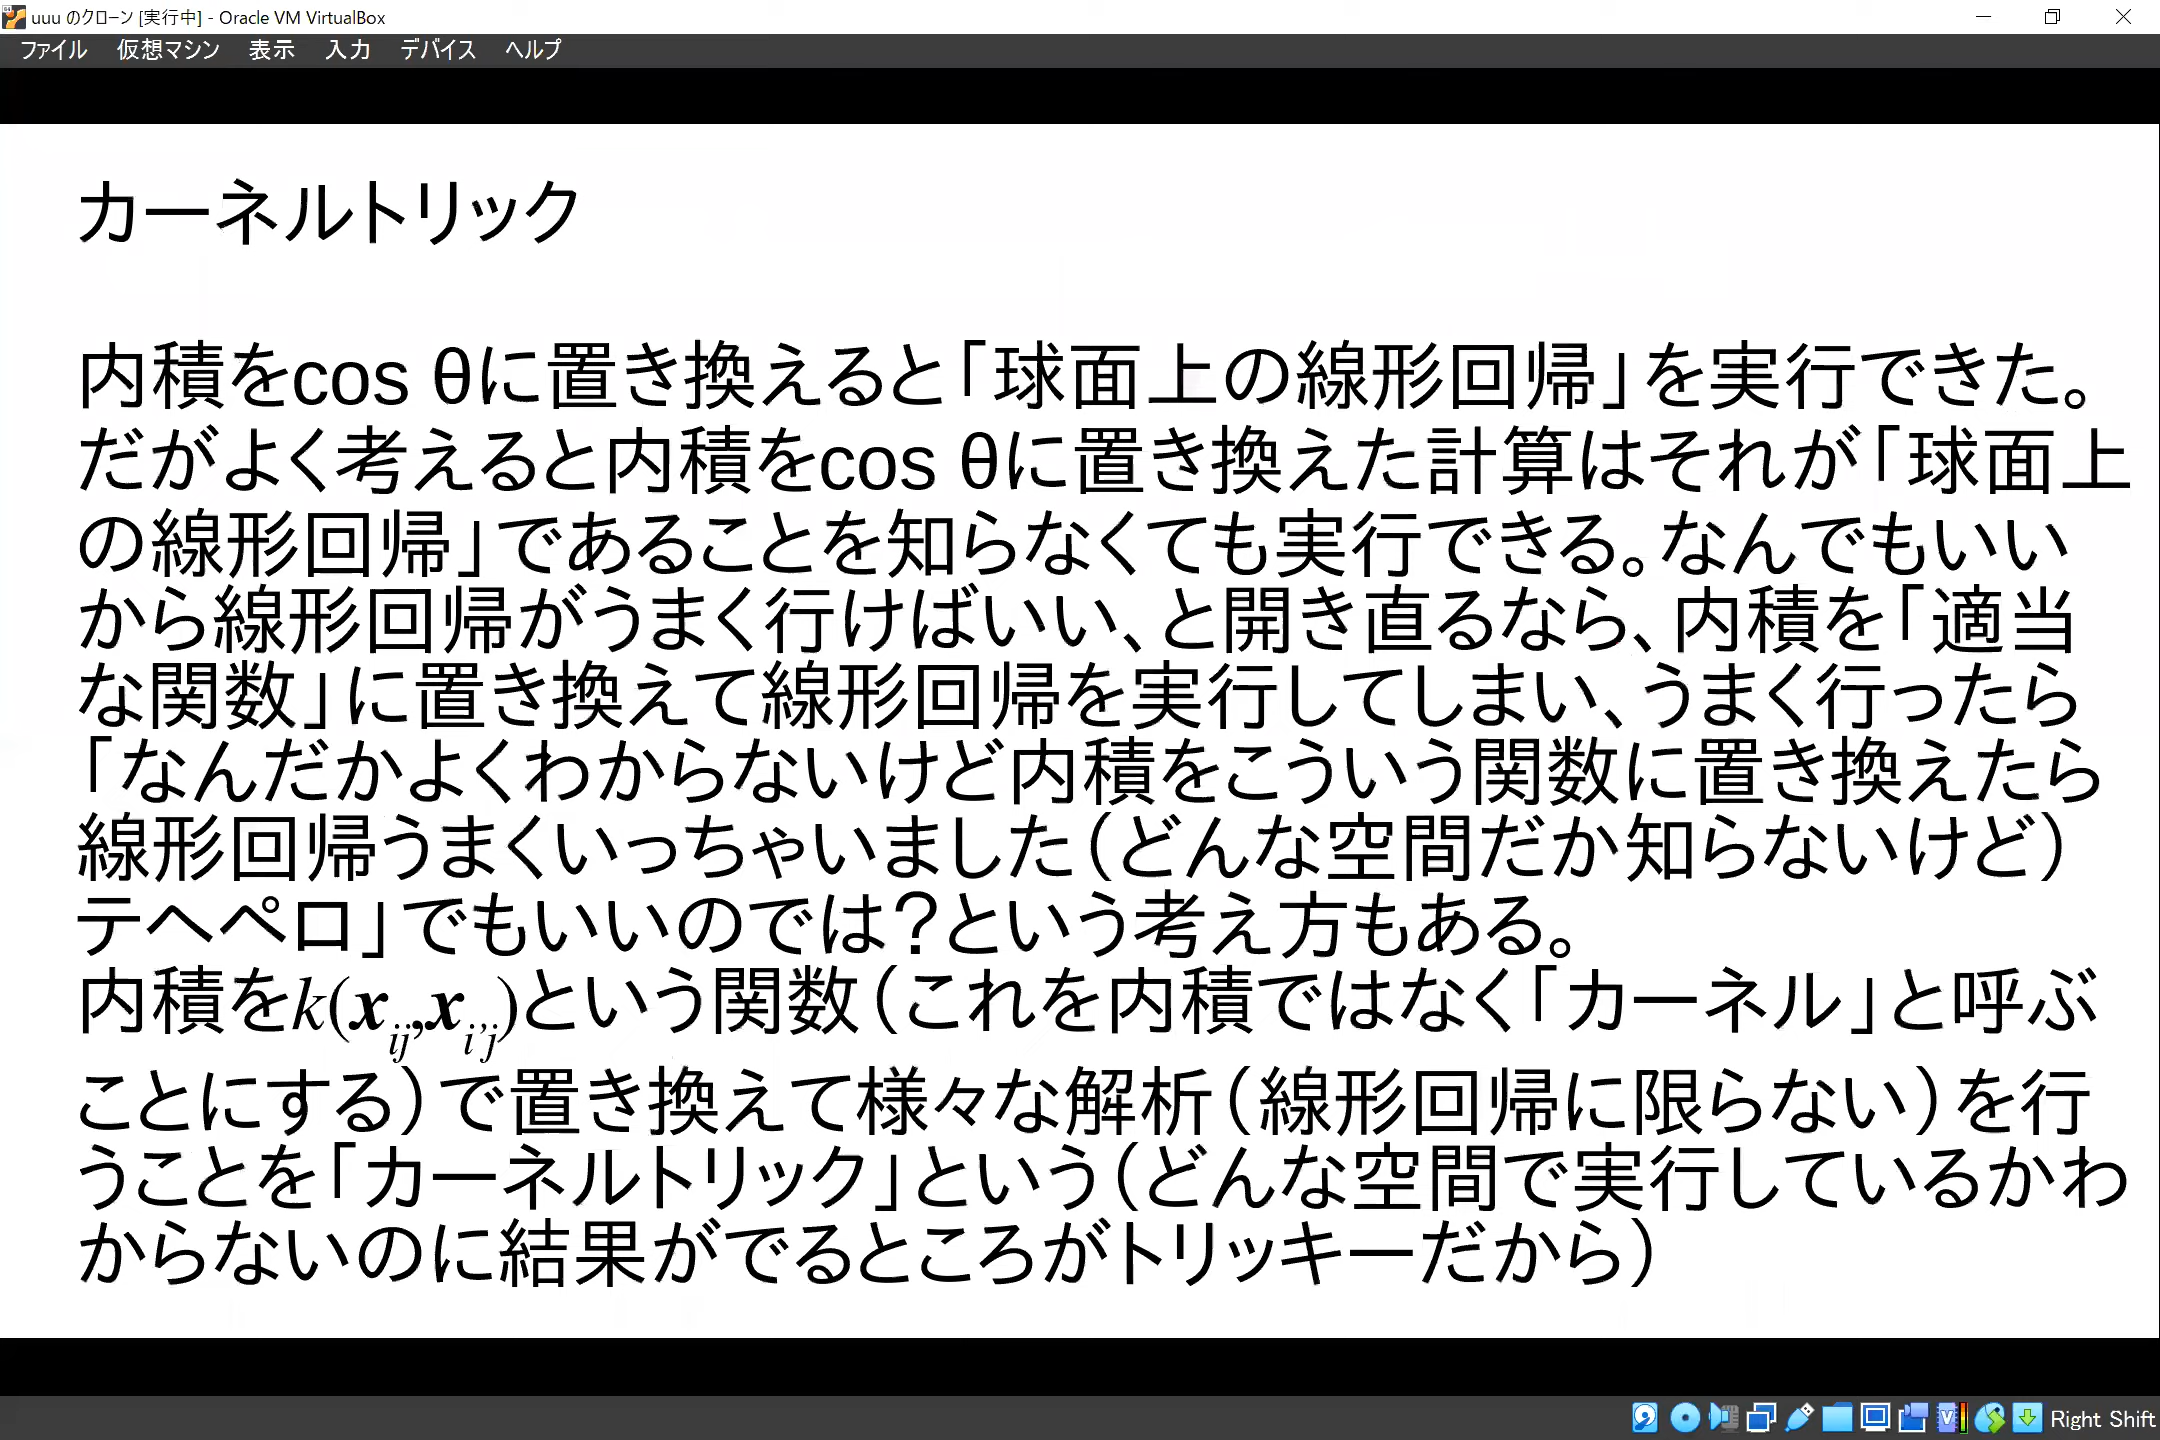 uuu のクローン [実行中] - Oracle VM VirtualBox
ファイル 仮想マシン 表示 入力 デバイス ヘルプ
カーネルトリック
内積をcos θに置き換えると「球面上の線形回帰」を実行できた。
だがよく考えると内積をcos θに置き換えた計算はそれが「球面上
の線形回帰」であることを知らなくても実行できる。なんでもいい
から線形回帰がうまく行けばいい、と開き直るなら、内積を「適当
な関数」に置き換えて線形回帰を実行してしまい、うまく行ったら
「なんだかよくわからないけど内積をこういう関数に置き換えたら
線形回帰うまくいっちゃいました（どんな空間だか知らないけど）
テヘペロ」でもいいのでは？という考え方もある。
内積をk(x_ij,x_i'j)という関数（これを内積ではなく「カーネル」と呼ぶ
ことにする）で置き換えて様々な解析（線形回帰に限らない）を行
うことを「カーネルトリック」という（どんな空間で実行しているかわ
からないのに結果がでるところがトリッキーだから）
Right Shift